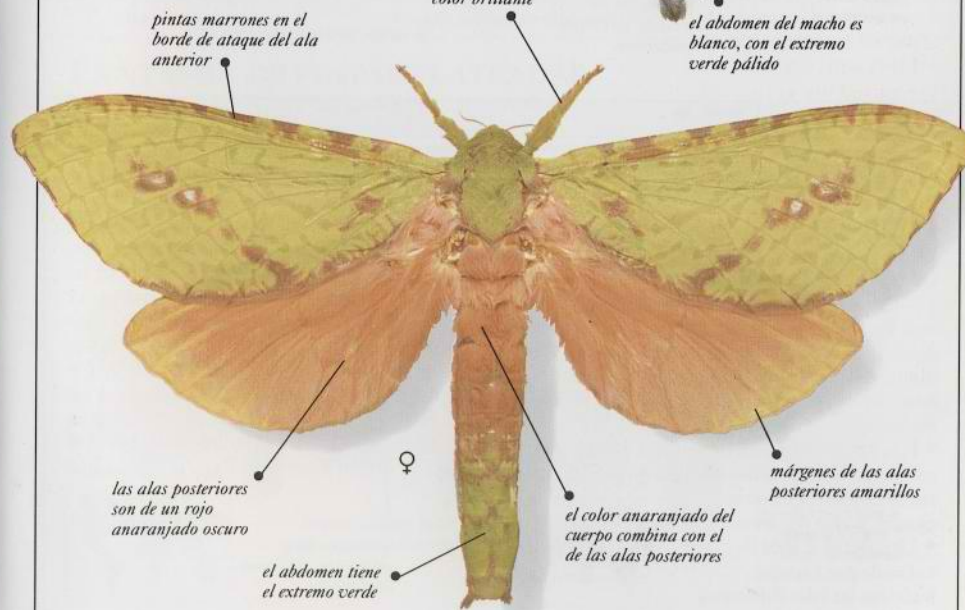 color brillante
pintas marrones en el
borde de ataque del ala
anterior
el abdomen del macho es
blanco, con el extremo
verde pálido
♀
las alas posteriores
son de un rojo
anaranjado oscuro
márgenes de las alas
posteriores amarillos
el color anaranjado del
cuerpo combina con el
de las alas posteriores
el abdomen tiene
el extremo verde